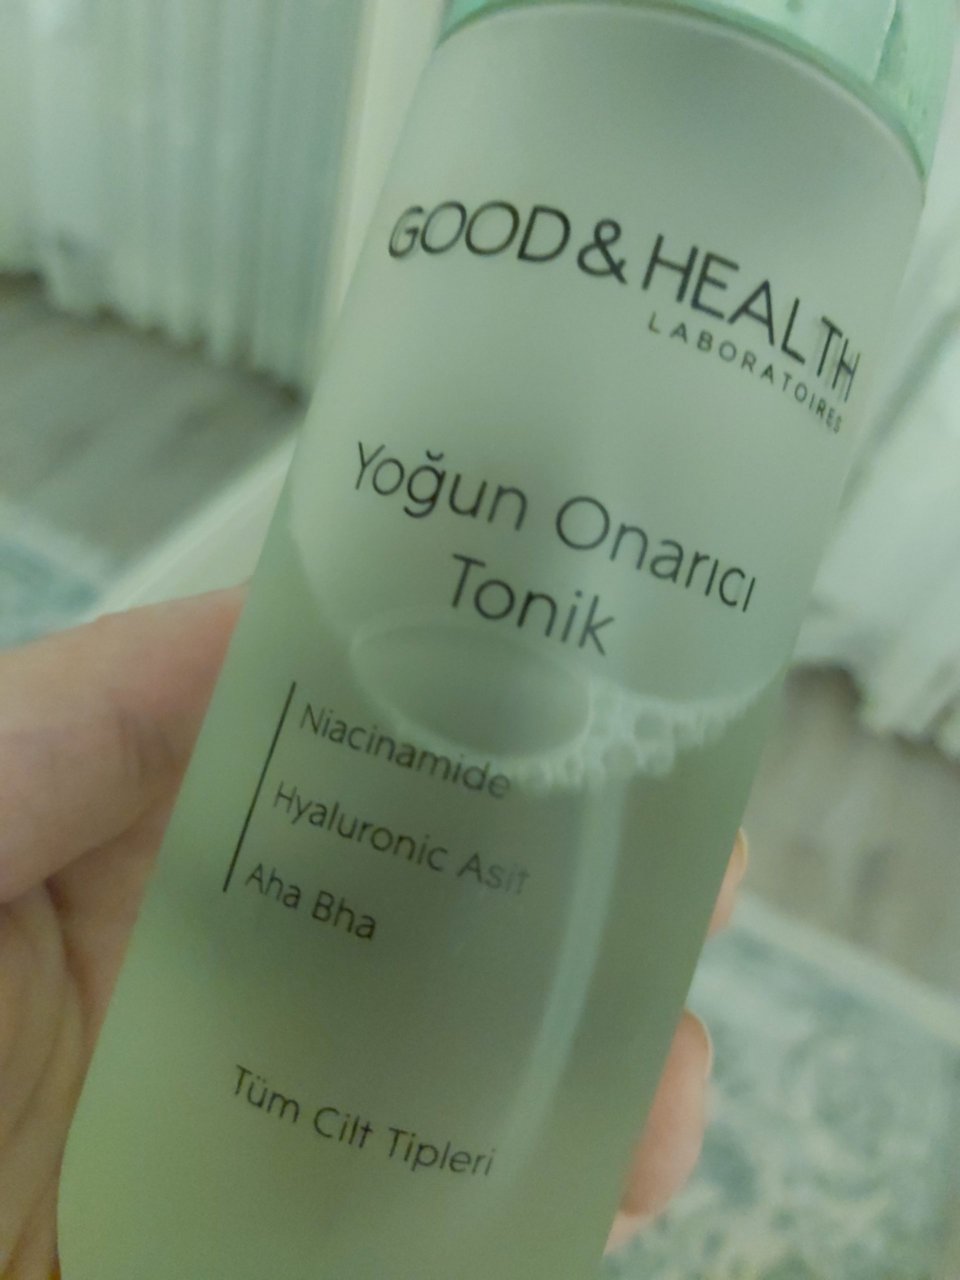 GOOD & HEALTH
LABORATOIRES
Yoğun Onarıcı
Tonik
Niacinamide
Hyaluronic Asit
Aha Bha
Tüm Cilt Tipleri